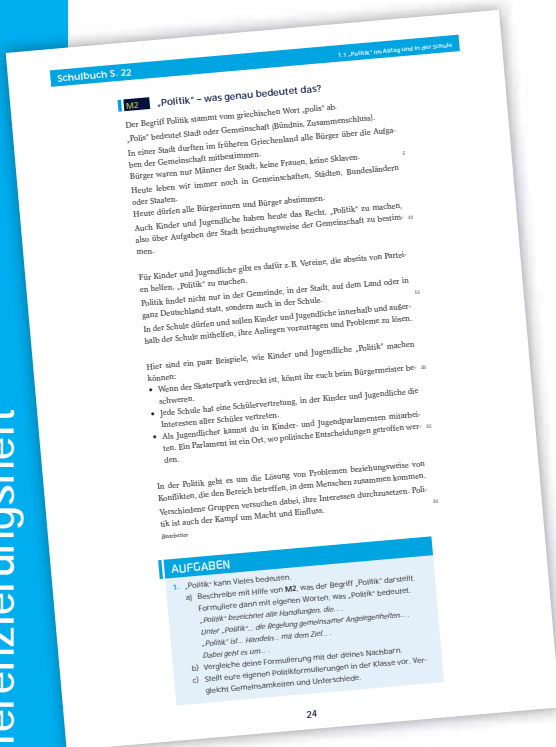 Schulbuch S. 22
1.1 „Politik“ im Alltag und in der Schule
M2 „Politik“ – was genau bedeutet das?
Der Begriff Politik stammt vom griechischen Wort „polis“ ab.
„Polis“ bedeutet Stadt oder Gemeinschaft (Bündnis, Zusammenschluss).
In einer Stadt durften im früheren Griechenland alle Bürger über die Aufga-
ben der Gemeinschaft mitbestimmen.
Bürger waren nur Männer der Stadt, keine Frauen, keine Sklaven. 5
Heute leben wir immer noch in Gemeinschaften, Städten, Bundesländern
oder Staaten.
Heute dürfen alle Bürgerinnen und Bürger abstimmen.
Auch Kinder und Jugendliche haben heute das Recht, „Politik“ zu machen,
also über Aufgaben der Stadt beziehungsweise der Gemeinschaft zu bestim- 10
men.
Für Kinder und Jugendliche gibt es dafür z. B. Vereine, die abseits von Partei-
en helfen, „Politik“ zu machen.
Politik findet nicht nur in der Gemeinde, in der Stadt, auf dem Land oder in 15
ganz Deutschland statt, sondern auch in der Schule.
In der Schule dürfen und sollen Kinder und Jugendliche innerhalb und außer-
halb der Schule mithelfen, ihre Anliegen vorzutragen und Probleme zu lösen.
Hier sind ein paar Beispiele, wie Kinder und Jugendliche „Politik“ machen
können: 20
• Wenn der Skaterpark verdreckt ist, könnt ihr euch beim Bürgermeister be-
schweren.
• Jede Schule hat eine Schülervertretung, in der Kinder und Jugendliche die
Interessen aller Schüler vertreten.
• Als Jugendlicher kannst du in Kinder- und Jugendparlamenten mitarbei-
ten. Ein Parlament ist ein Ort, wo politische Entscheidungen getroffen wer- 25
den.
In der Politik geht es um die Lösung von Problemen beziehungsweise von
Konflikten, die den Bereich betreffen, in dem Menschen zusammen kommen.
Verschiedene Gruppen versuchen dabei, ihre Interessen durchzusetzen. Poli-
tik ist auch der Kampf um Macht und Einfluss. 30
Bearbeiter
AUFGABEN
1. „Politik“ kann Vieles bedeuten.
a) Beschreibe mit Hilfe von M2, was der Begriff „Politik“ darstellt.
Formuliere dann mit eigenen Worten, was „Politik“ bedeutet.
„Politik“ bezeichnet alle Handlungen, die... .
Unter „Politik“... die Regelung gemeinsamer Angelegenheiten... .
„Politik“ ist... Handeln... mit dem Ziel... .
Dabei geht es um... .
b) Vergleiche deine Formulierung mit der deines Nachbarn.
c) Stellt eure eigenen Politikformulierungen in der Klasse vor. Ver-
gleicht Gemeinsamkeiten und Unterschiede.
24